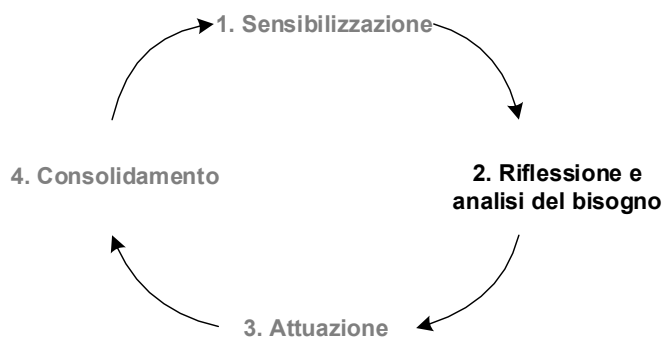 1. Sensibilizzazione
4. Consolidamento
2. Riflessione e
analisi del bisogno
3. Attuazione